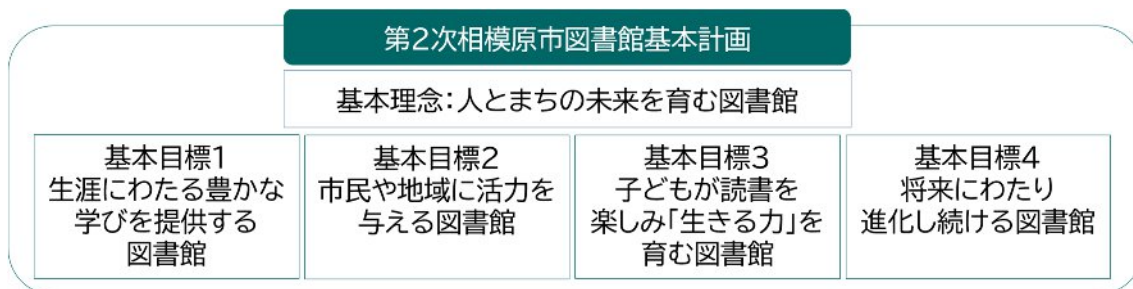 第2次相模原市図書館基本計画
基本理念:人とまちの未来を育む図書館
基本目標1
生涯にわたる豊かな
学びを提供する
図書館
基本目標2
市民や地域に活力を
与える図書館
基本目標3
子どもが読書を
楽しみ「生きる力」を
育む図書館
基本目標4
将来にわたり
進化し続ける図書館